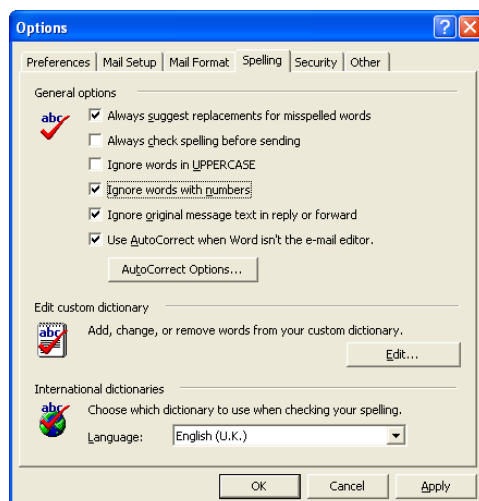 Options
Preferences Mail Setup Mail Format Spelling Security Other
General options
abc
Always suggest replacements for misspelled words
Always check spelling before sending
Ignore words in UPPERCASE
Ignore words with numbers
Ignore original message text in reply or forward
Use AutoCorrect when Word isn't the e-mail editor.
AutoCorrect Options...
Edit custom dictionary
abc
Add, change, or remove words from your custom dictionary.
Edit...
International dictionaries
abc
Choose which dictionary to use when checking your spelling.
Language: English (U.K.)
OK Cancel Apply